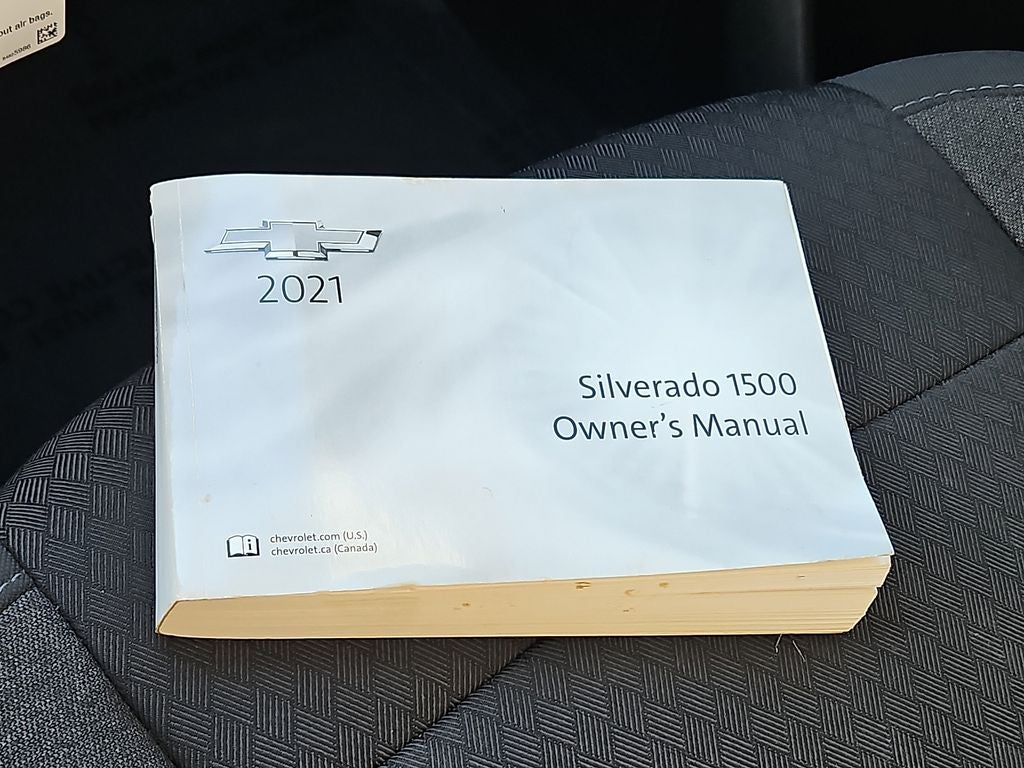 out air bags.
2021
Silverado 1500
Owner's Manual
chevrolet.com (U.S.)
chevrolet.ca (Canada)